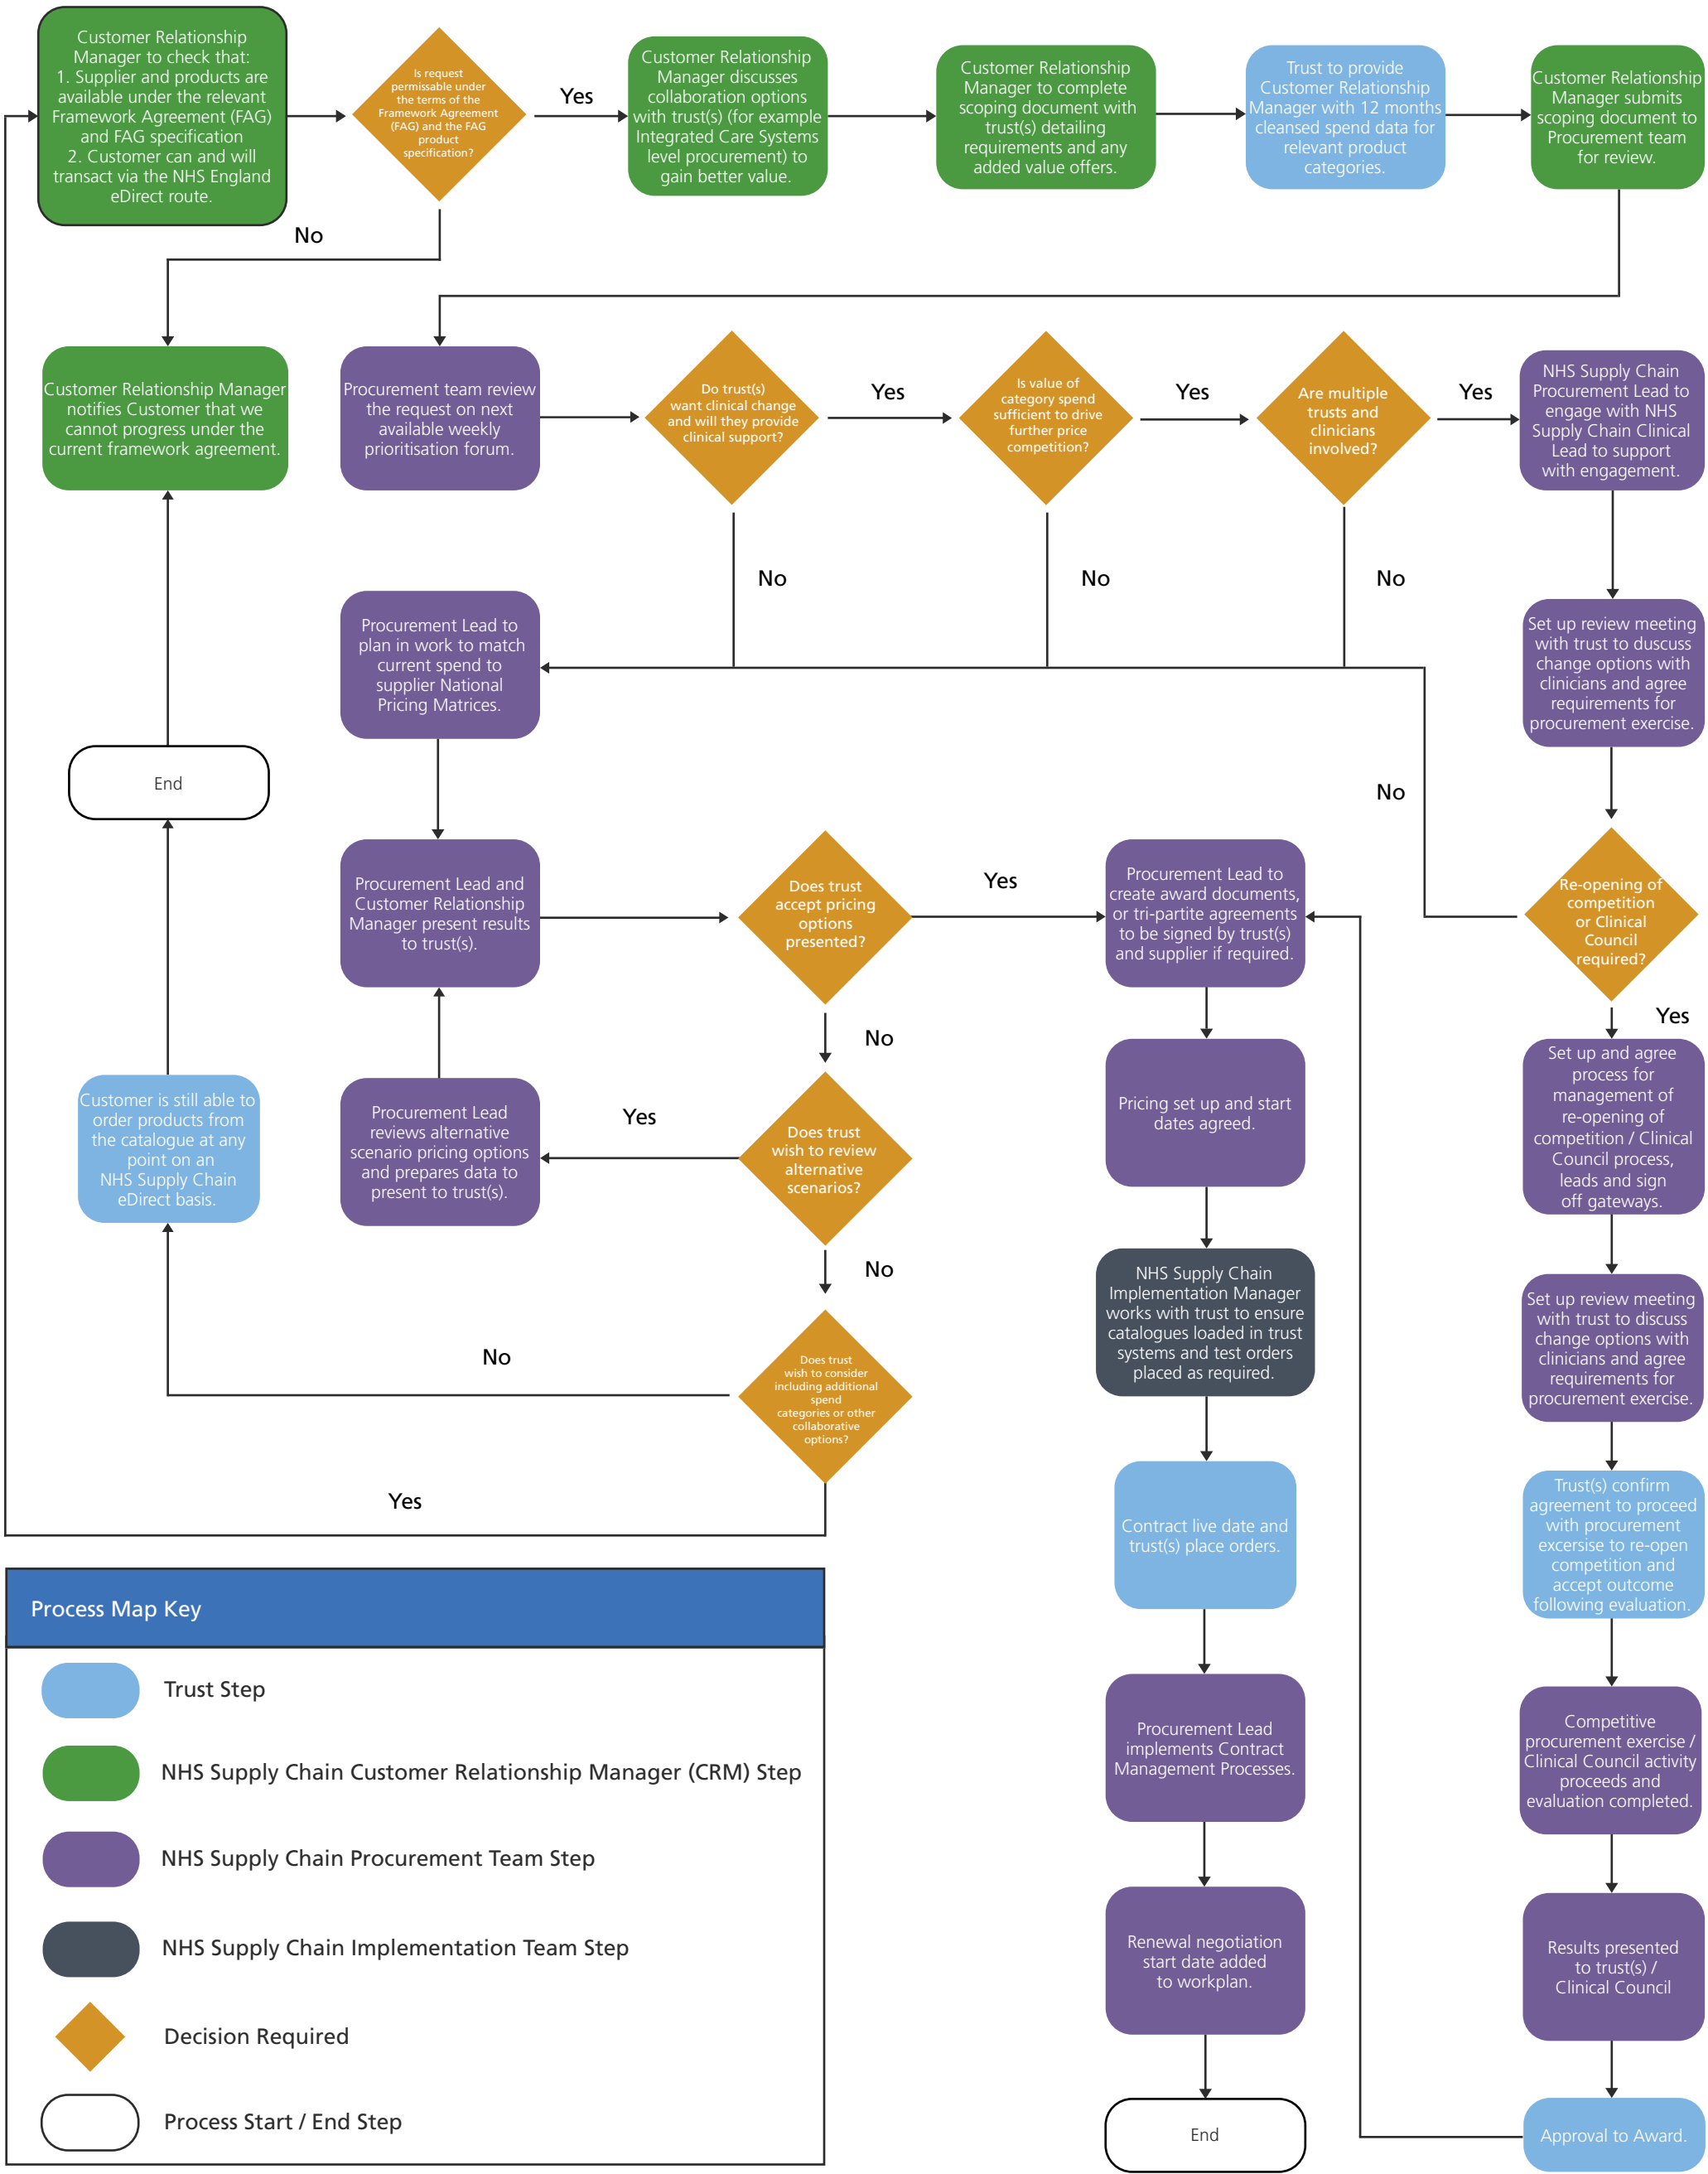 Customer Relationship
Manager to check that:
1. Supplier and products are
available under the relevant
Framework Agreement (FAG)
and FAG specification
2. Customer can and will
transact via the NHS England
eDirect route.
Is request
permissable under
the terms of the
Framework Agreement
(FAG) and the FAG
product
specification?
Yes
Customer Relationship
Manager discusses
collaboration options
with trust(s) (for example
Integrated Care Systems
level procurement) to
gain better value.
Customer Relationship
Manager to complete
scoping document with
trust(s) detailing
requirements and any
added value offers.
Trust to provide
Customer Relationship
Manager with 12 months
cleansed spend data for
relevant product
categories.
Customer Relationship
Manager submits
scoping document to
Procurement team
for review.
No
Customer Relationship Manager
notifies Customer that we
cannot progress under the
current framework agreement.
Procurement team review
the request on next
available weekly
prioritisation forum.
Do trust(s)
want clinical change
and will they provide
clinical support?
Yes
Is value of
category spend
sufficient to drive
further price
competition?
Yes
Are multiple
trusts and
clinicians
involved?
Yes
NHS Supply Chain
Procurement Lead to
engage with NHS
Supply Chain Clinical
Lead to support
with engagement.
No
No
No
Procurement Lead to
plan in work to match
current spend to
supplier National
Pricing Matrices.
Set up review meeting
with trust to duscuss
change options with
clinicians and agree
requirements for
procurement exercise.
End
No
Procurement Lead and
Customer Relationship
Manager present results
to trust(s).
Does trust
accept pricing
options
presented?
Yes
Procurement Lead to
create award documents,
or tri-partite agreements
to be signed by trust(s)
and supplier if required.
Re-opening of
competition
or Clinical
Council
required?
No
Yes
Customer is still able to
order products from
the catalogue at any
point on an
NHS Supply Chain
eDirect basis.
Procurement Lead
reviews alternative
scenario pricing options
and prepares data to
present to trust(s).
Yes
Does trust
wish to review
alternative
scenarios?
Pricing set up and start
dates agreed.
Set up and agree
process for
management of
re-opening of
competition / Clinical
Council process,
leads and sign
off gateways.
No
NHS Supply Chain
Implementation Manager
works with trust to ensure
catalogues loaded in trust
systems and test orders
placed as required.
Set up review meeting
with trust to discuss
change options with
clinicians and agree
requirements for
procurement exercise.
No
Does trust
wish to consider
including additional
spend
categories or other
collaborative
options?
Yes
Contract live date and
trust(s) place orders.
Trust(s) confirm
agreement to proceed
with procurement
excersise to re-open
competition and
accept outcome
following evaluation.
Process Map Key
Trust Step
NHS Supply Chain Customer Relationship Manager (CRM) Step
NHS Supply Chain Procurement Team Step
NHS Supply Chain Implementation Team Step
Decision Required
Process Start / End Step
Procurement Lead
implements Contract
Management Processes.
Competitive
procurement exercise /
Clinical Council activity
proceeds and
evaluation completed.
Renewal negotiation
start date added
to workplan.
Results presented
to trust(s) /
Clinical Council
End
Approval to Award.